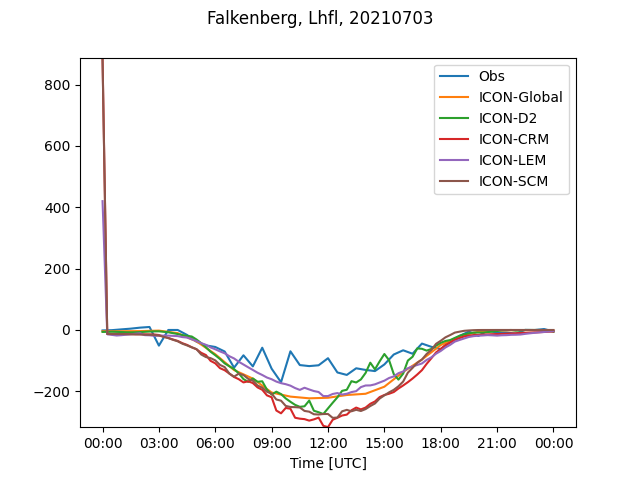 Falkenberg, Lhfl, 20210703
Obs
ICON-Global
ICON-D2
ICON-CRM
ICON-LEM
ICON-SCM
800
600
400
200
0
−200
00:00 03:00 06:00 09:00 12:00 15:00 18:00 21:00 00:00
Time [UTC]